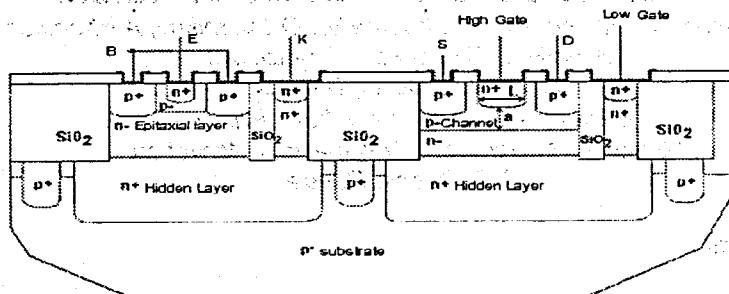 High Gate
Low Gate
B E K S D
p+ n+ p+ n+ p+ n+ L p+ n+
p- a
SiO2 n- Epitaxial layer SiO2 n+ SiO2 p-Channel SiO2 n+ SiO2
n-
p+ n+ Hidden Layer p+ n+ Hidden Layer p+
substrate